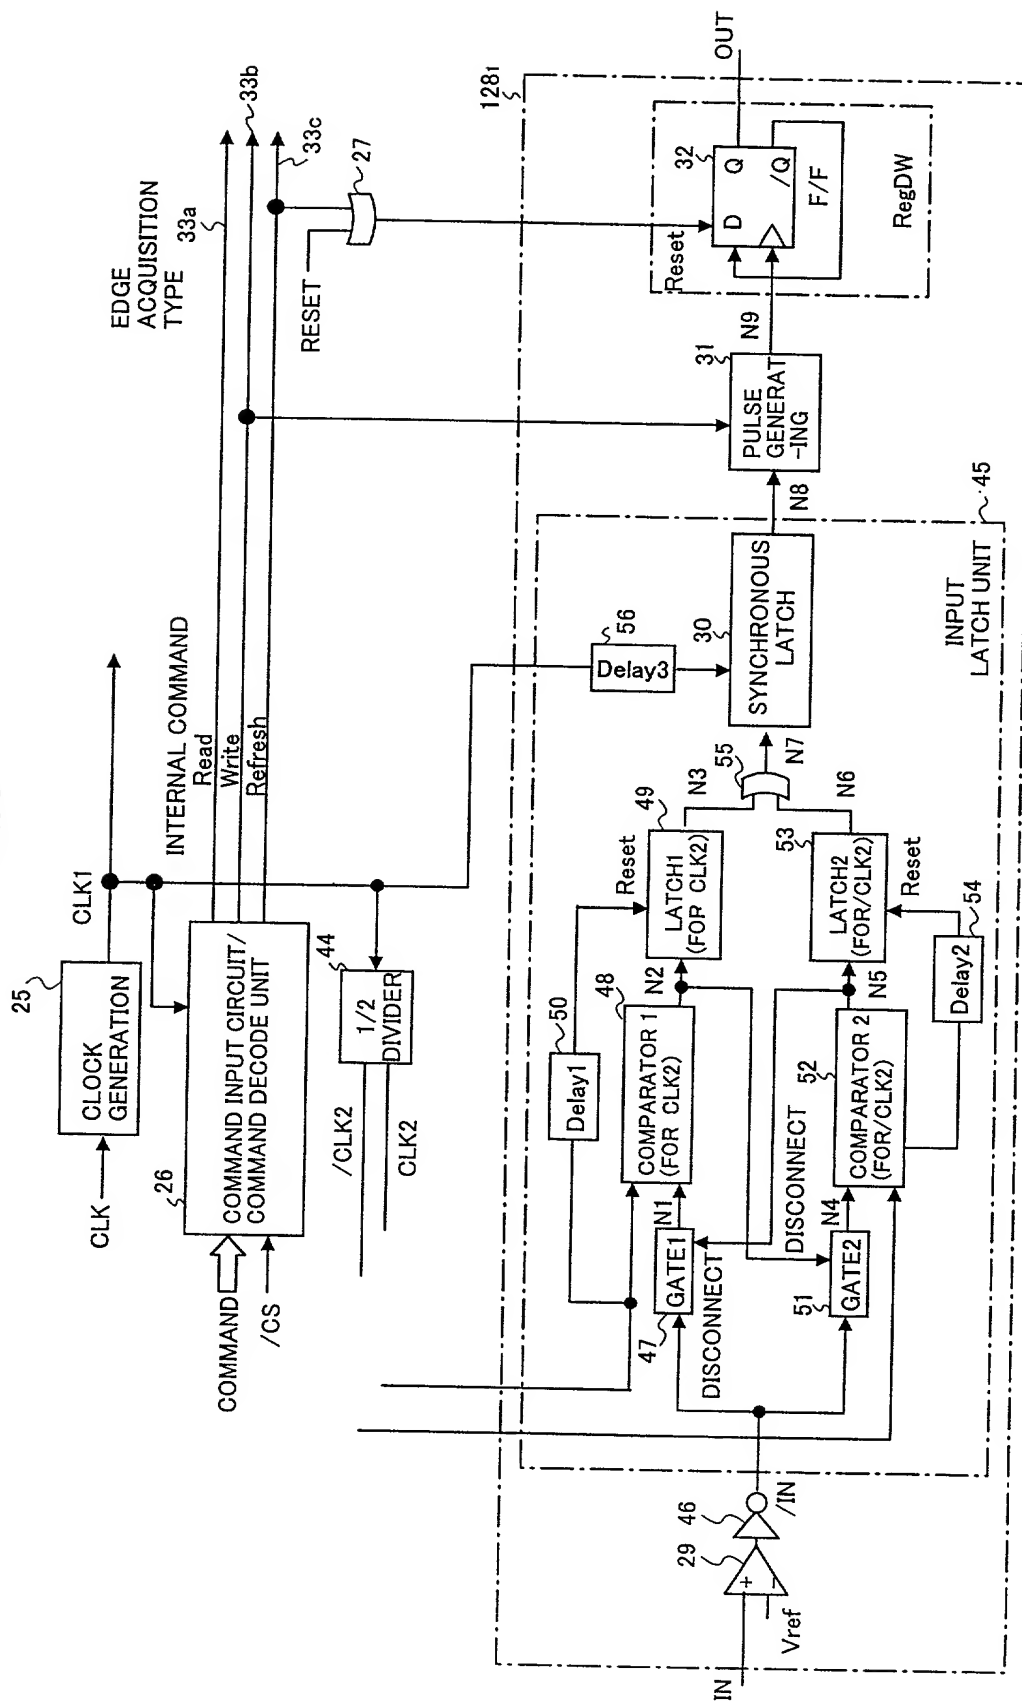 CLK
25
CLOCK
GENERATION
CLK1
COMMAND
/CS
26
COMMAND INPUT CIRCUIT/
COMMAND DECODE UNIT
INTERNAL COMMAND
Read
Write
Refresh
EDGE
ACQUISITION
TYPE
33a
33b
33c
RESET
27
44
1/2
DIVIDER
/CLK2
CLK2
128₁
IN
Vref
+
−
29
46
/IN
47
GATE1
DISCONNECT
N1
50
Delay1
48
COMPARATOR 1
(FOR CLK2)
N2
Reset
49
LATCH1
(FOR CLK2)
N3
51
GATE2
DISCONNECT
N4
52
COMPARATOR 2
(FOR/CLK2)
N5
53
LATCH2
(FOR/CLK2)
Reset
Delay2
54
N6
55
N7
56
Delay3
30
SYNCHRONOUS
LATCH
INPUT
LATCH UNIT
45
N8
31
PULSE
GENERAT
-ING
N9
Reset
32
D
Q
/Q
F/F
RegDW
OUT